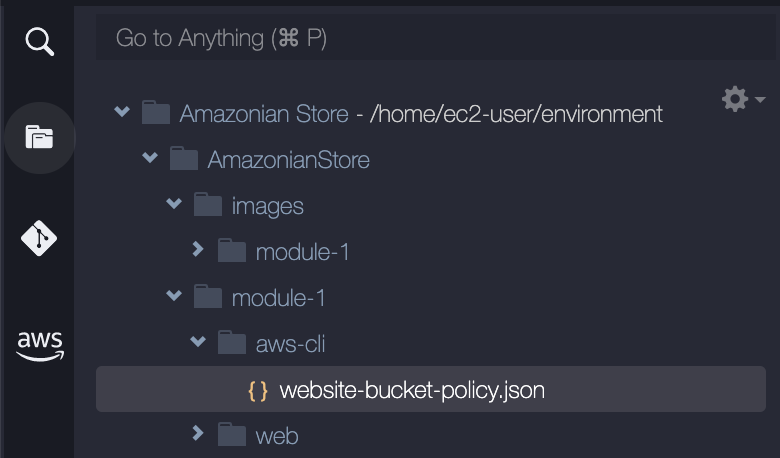 Go to Anything (⌘ P)
Amazonian Store - /home/ec2-user/environment
AmazonianStore
images
module-1
module-1
aws
aws-cli
{ } website-bucket-policy.json
web